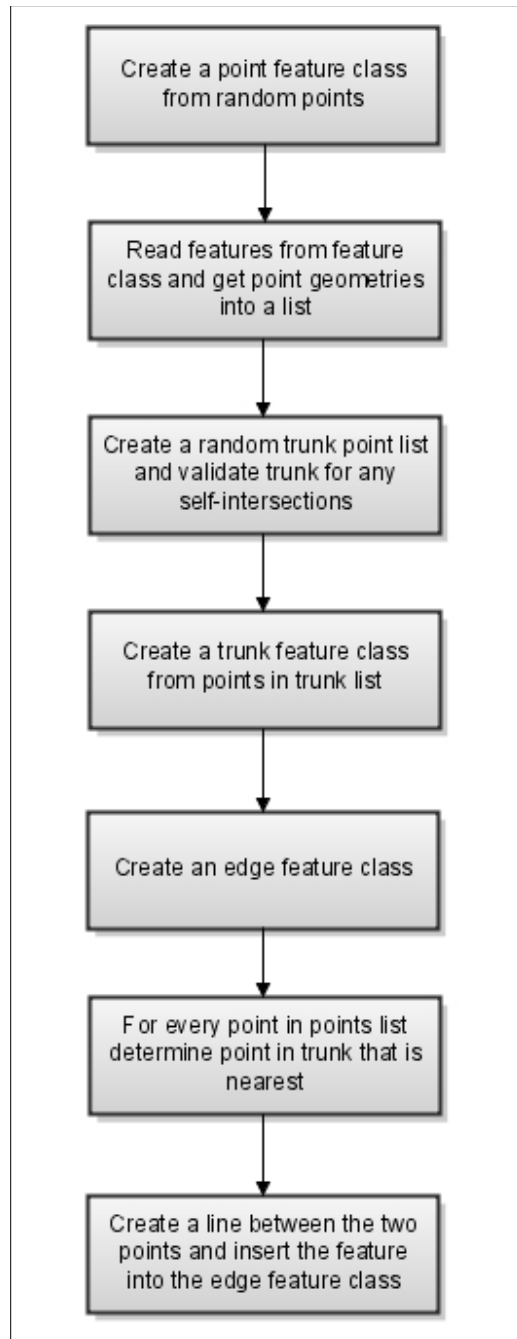 Create a point feature class
from random points
Read features from feature
class and get point geometries
into a list
Create a random trunk point list
and validate trunk for any
self-intersections
Create a trunk feature class
from points in trunk list
Create an edge feature class
For every point in points list
determine point in trunk that is
nearest
Create a line between the two
points and insert the feature
into the edge feature class